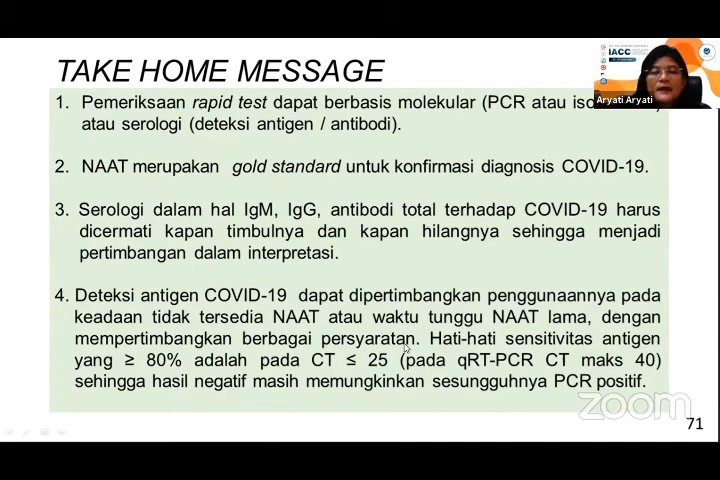 TAKE HOME MESSAGE
IACC
Aryati Aryati
1. Pemeriksaan rapid test dapat berbasis molekular (PCR atau
atau serologi (deteksi antigen / antibodi).
2. NAAT merupakan gold standard untuk konfirmasi diagnosis COVID-19.
3. Serologi dalam hal IgM, IgG, antibodi total terhadap COVID-19 harus
dicermati kapan timbulnya dan kapan hilangnya sehingga menjadi
pertimbangan dalam interpretasi.
4. Deteksi antigen COVID-19 dapat dipertimbangkan penggunaannya pada
keadaan tidak tersedia NAAT atau waktu tunggu NAAT lama, dengan
mempertimbangkan berbagai persyaratan. Hati-hati sensitivitas antigen
yang ≥ 80% adalah pada CT ≤ 25 (pada qRT-PCR CT maks 40)
sehingga hasil negatif masih memungkinkan sesungguhnya PCR positif.
zoom
71